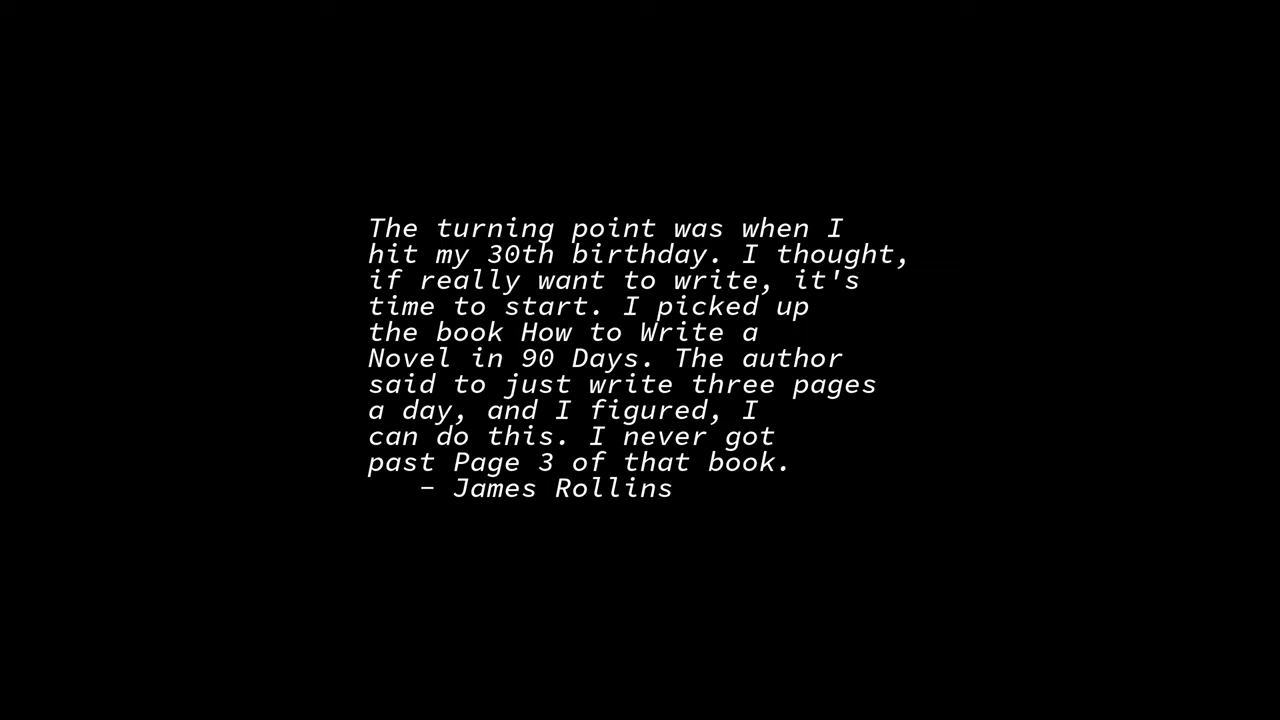 The turning point was when I
hit my 30th birthday. I thought,
if really want to write, it's
time to start. I picked up
the book How to Write a
Novel in 90 Days. The author
said to just write three pages
a day, and I figured, I
can do this. I never got
past Page 3 of that book.
– James Rollins